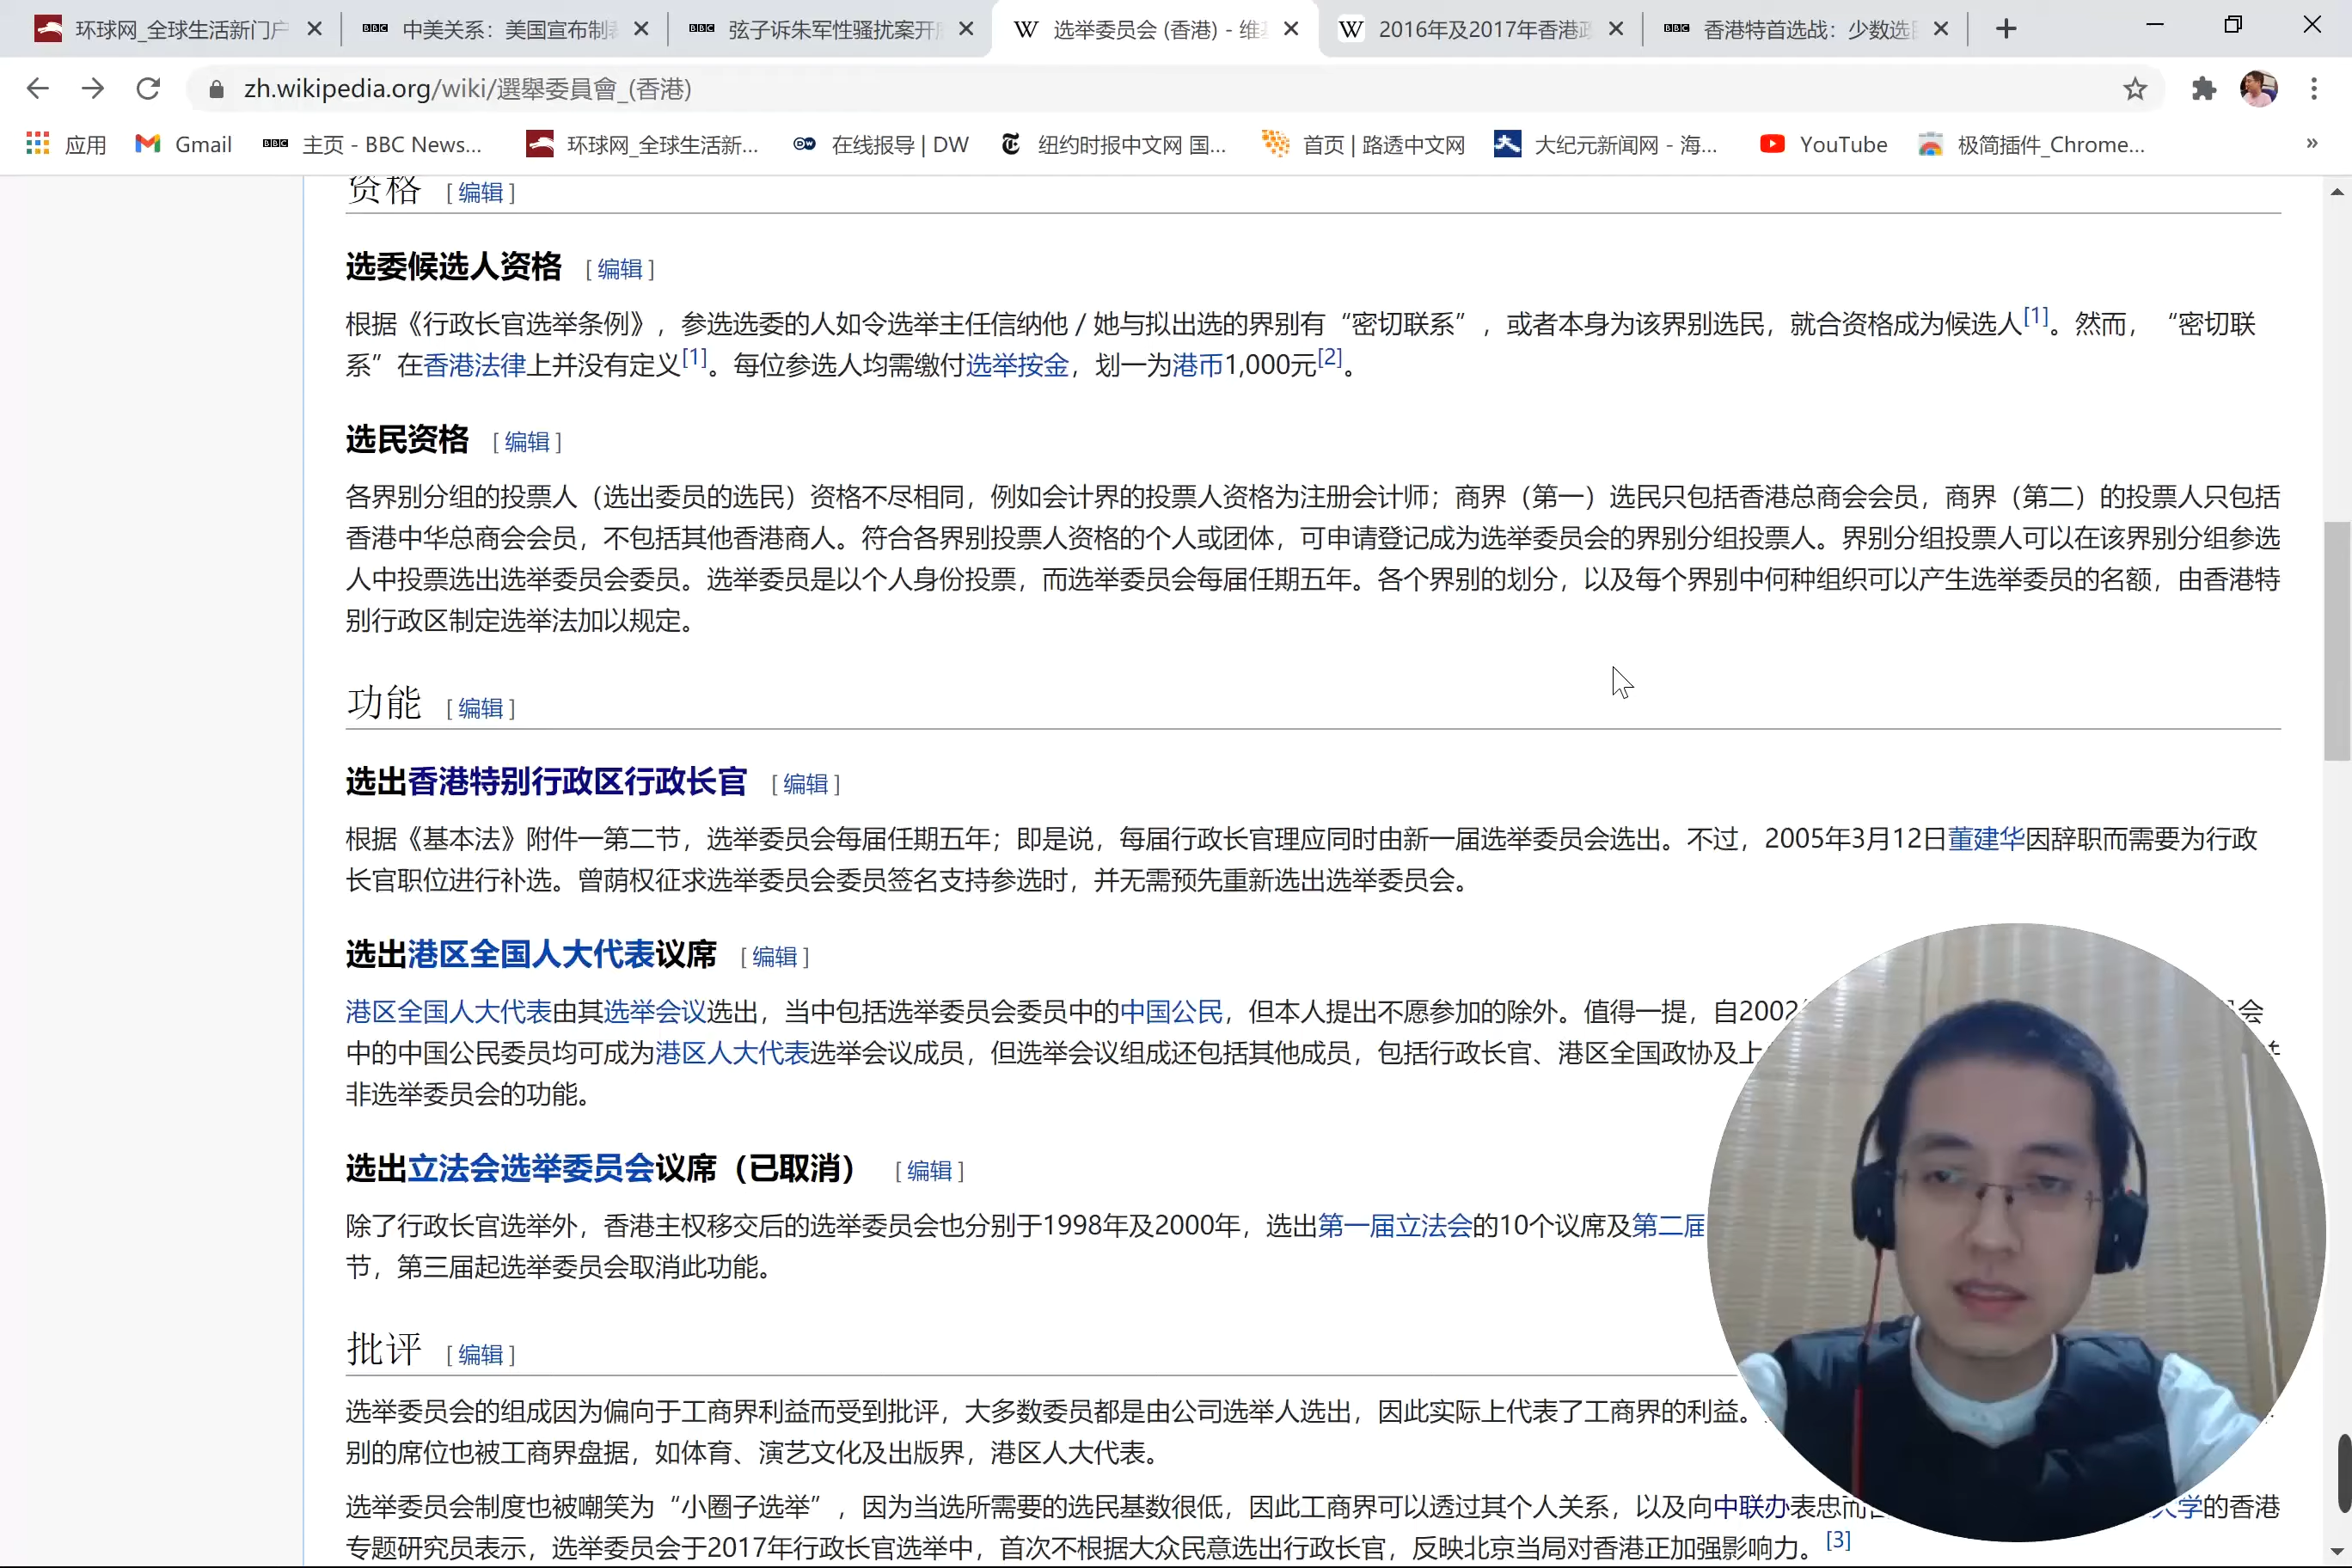 环球网_全球生活新门户
中美关系：美国宣布制
弦子诉朱军性骚扰案开
选举委员会 (香港) - 维
2016年及2017年香港政
香港特首选战：少数选
zh.wikipedia.org/wiki/選舉委員會_(香港)
应用
Gmail
BBC 主页 - BBC News...
环球网_全球生活新...
在线报导 | DW
纽约时报中文网 国...
首页 | 路透中文网
大纪元新闻网 - 海...
YouTube
极简插件_Chrome...
»
资格 [ 编辑 ]
选委候选人资格 [ 编辑 ]
根据《行政长官选举条例》，参选选委的人如令选举主任信纳他 / 她与拟出选的界别有“密切联系”，或者本身为该界别选民，就合资格成为候选人[1]。然而，“密切联
系”在香港法律上并没有定义[1]。每位参选人均需缴付选举按金，划一为港币1,000元[2]。
选民资格 [ 编辑 ]
各界别分组的投票人（选出委员的选民）资格不尽相同，例如会计界的投票人资格为注册会计师；商界（第一）选民只包括香港总商会会员，商界（第二）的投票人只包括
香港中华总商会会员，不包括其他香港商人。符合各界别投票人资格的个人或团体，可申请登记成为选举委员会的界别分组投票人。界别分组投票人可以在该界别分组参选
人中投票选出选举委员会委员。选举委员是以个人身份投票，而选举委员会每届任期五年。各个界别的划分，以及每个界别中何种组织可以产生选举委员的名额，由香港特
别行政区制定选举法加以规定。
功能 [ 编辑 ]
选出香港特别行政区行政长官 [ 编辑 ]
根据《基本法》附件一第二节，选举委员会每届任期五年；即是说，每届行政长官理应同时由新一届选举委员会选出。不过，2005年3月12日董建华因辞职而需要为行政
长官职位进行补选。曾荫权征求选举委员会委员签名支持参选时，并无需预先重新选出选举委员会。
选出港区全国人大代表议席 [ 编辑 ]
港区全国人大代表由其选举会议选出，当中包括选举委员会委员中的中国公民，但本人提出不愿参加的除外。值得一提，自2002 会
中的中国公民委员均可成为港区人大代表选举会议成员，但选举会议组成还包括其他成员，包括行政长官、港区全国政协及上
非选举委员会的功能。
选出立法会选举委员会议席（已取消） [ 编辑 ]
除了行政长官选举外，香港主权移交后的选举委员会也分别于1998年及2000年，选出第一届立法会的10个议席及第二届
节，第三届起选举委员会取消此功能。
批评 [ 编辑 ]
选举委员会的组成因为偏向于工商界利益而受到批评，大多数委员都是由公司选举人选出，因此实际上代表了工商界的利益。
别的席位也被工商界盘据，如体育、演艺文化及出版界，港区人大代表。
选举委员会制度也被嘲笑为“小圈子选举”，因为当选所需要的选民基数很低，因此工商界可以透过其个人关系，以及向中联办表忠而 大学的香港
专题研究员表示，选举委员会于2017年行政长官选举中，首次不根据大众民意选出行政长官，反映北京当局对香港正加强影响力。[3]